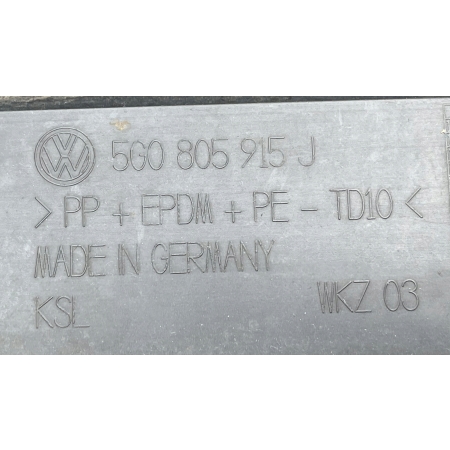 5G0 805 915 J
> PP + EPDM + PE - TD10 <
MADE IN GERMANY
KSL WKZ 03